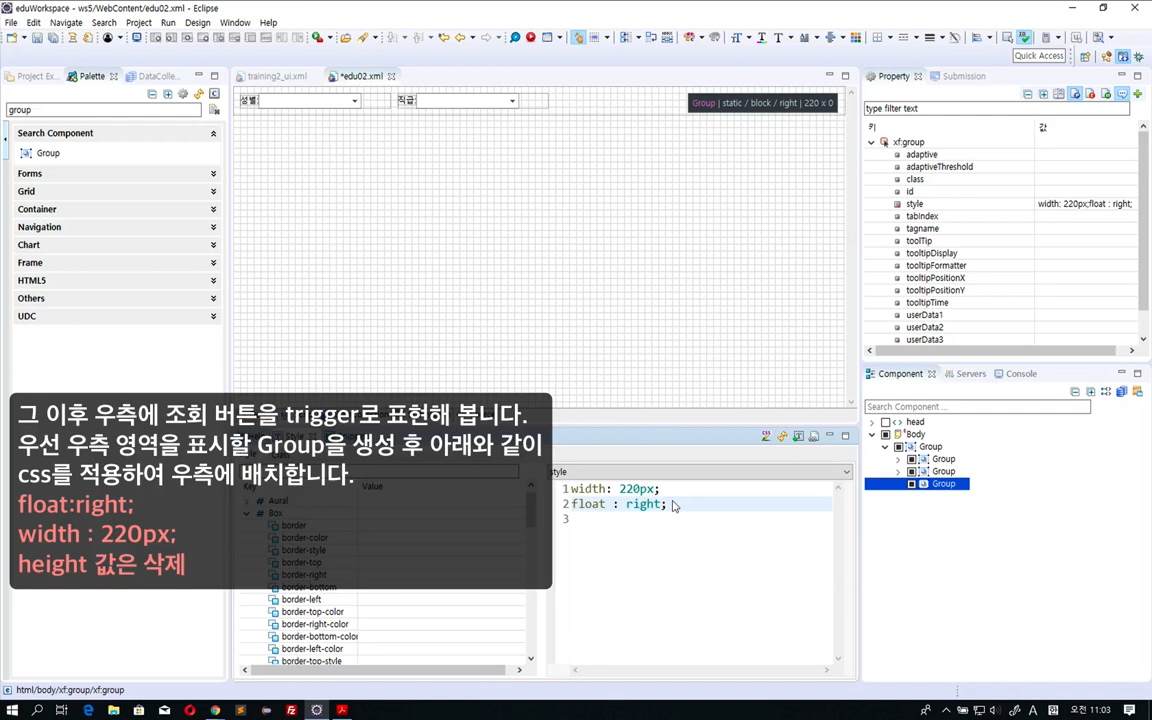 eduWorkspace - ws5/WebContent/edu02.xml - Eclipse
File Edit Navigate Search Project Run Design Window Help
Quick Access
Project Ex... Palette DataColle...
training2_ui.xml *edu02.xml
Property Submission
group
성별: 직급:
Group | static / block / right | 220 x 0
type filter text
Search Component
Group
Forms
Grid
Container
Navigation
Chart
Frame
HTML5
Others
UDC
키 값
xf:group
adaptive
adaptiveThreshold
class
id
style width: 220px;float : right;
tabIndex
tagname
toolTip
tooltipDisplay
tooltipFormatter
tooltipPositionX
tooltipPositionY
tooltipTime
userData1
userData2
userData3
Component Servers Console
Search Component ...
head
Body
Group
Group
Group
Group
그 이후 우측에 조회 버튼을 trigger로 표현해 봅니다.
우선 우측 영역을 표시할 Group을 생성 후 아래와 같이
css를 적용하여 우측에 배치합니다.
float:right;
width : 220px;
height 값은 삭제
Style
Key Value
# Aural
# Box
border
border-color
border-style
border-top
border-right
border-bottom
border-left
border-top-color
border-right-color
border-bottom-colo
border-left-color
border-top-style
style
1 width: 220px;
2 float : right;
3
html/body/xf:group/xf:group
A 오전 11:03